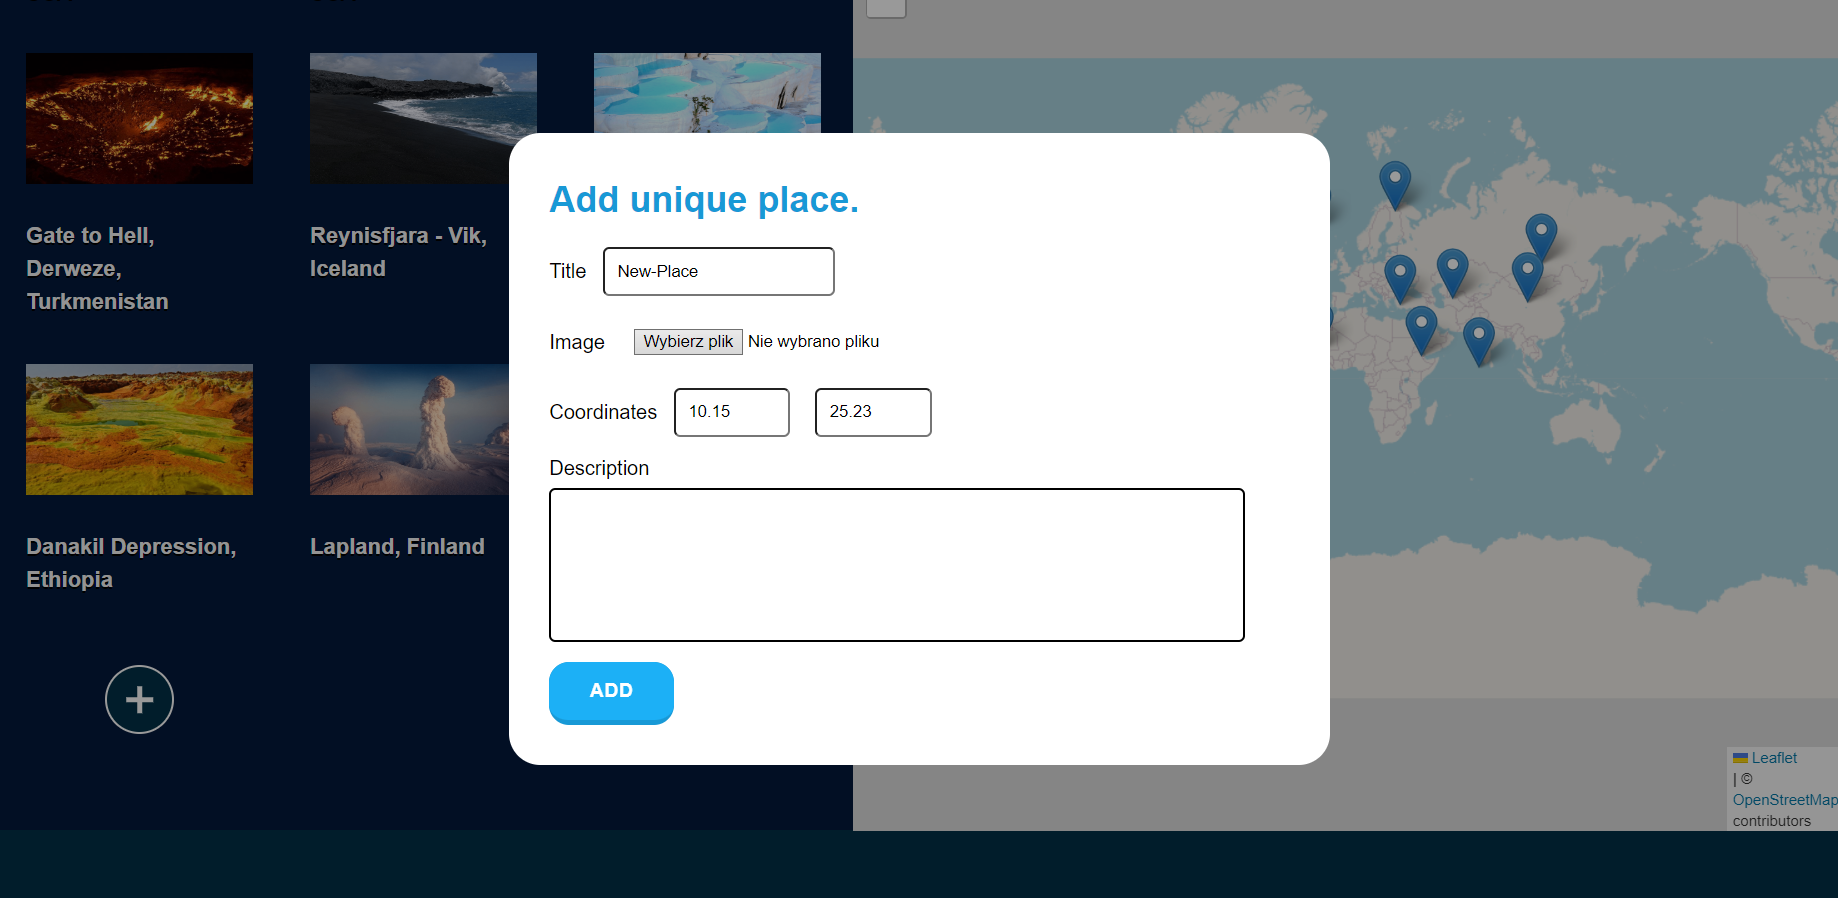 Gate to Hell,
Derweze,
Turkmenistan
Reynisfjara - Vik,
Iceland
Danakil Depression,
Ethiopia
Lapland, Finland
Add unique place.
Title New-Place
Image Wybierz plik Nie wybrano pliku
Coordinates 10.15 25.23
Description
ADD
Leaflet
| ©
OpenStreetMap
contributors